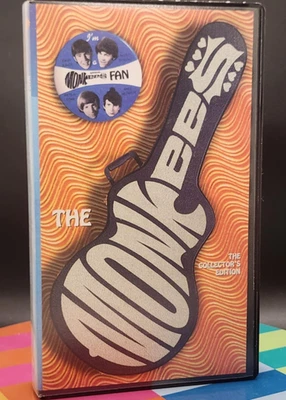 I'm
MONKEES FAN
THE
MONKEES
THE
COLLECTOR'S
EDITION